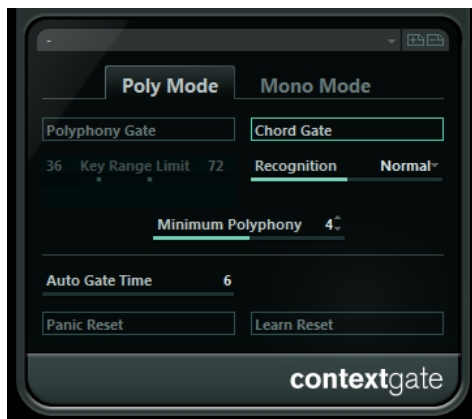 -
Poly Mode Mono Mode
Polyphony Gate Chord Gate
36 Key Range Limit 72 Recognition Normal
Minimum Polyphony 4
Auto Gate Time 6
Panic Reset Learn Reset
contextgate